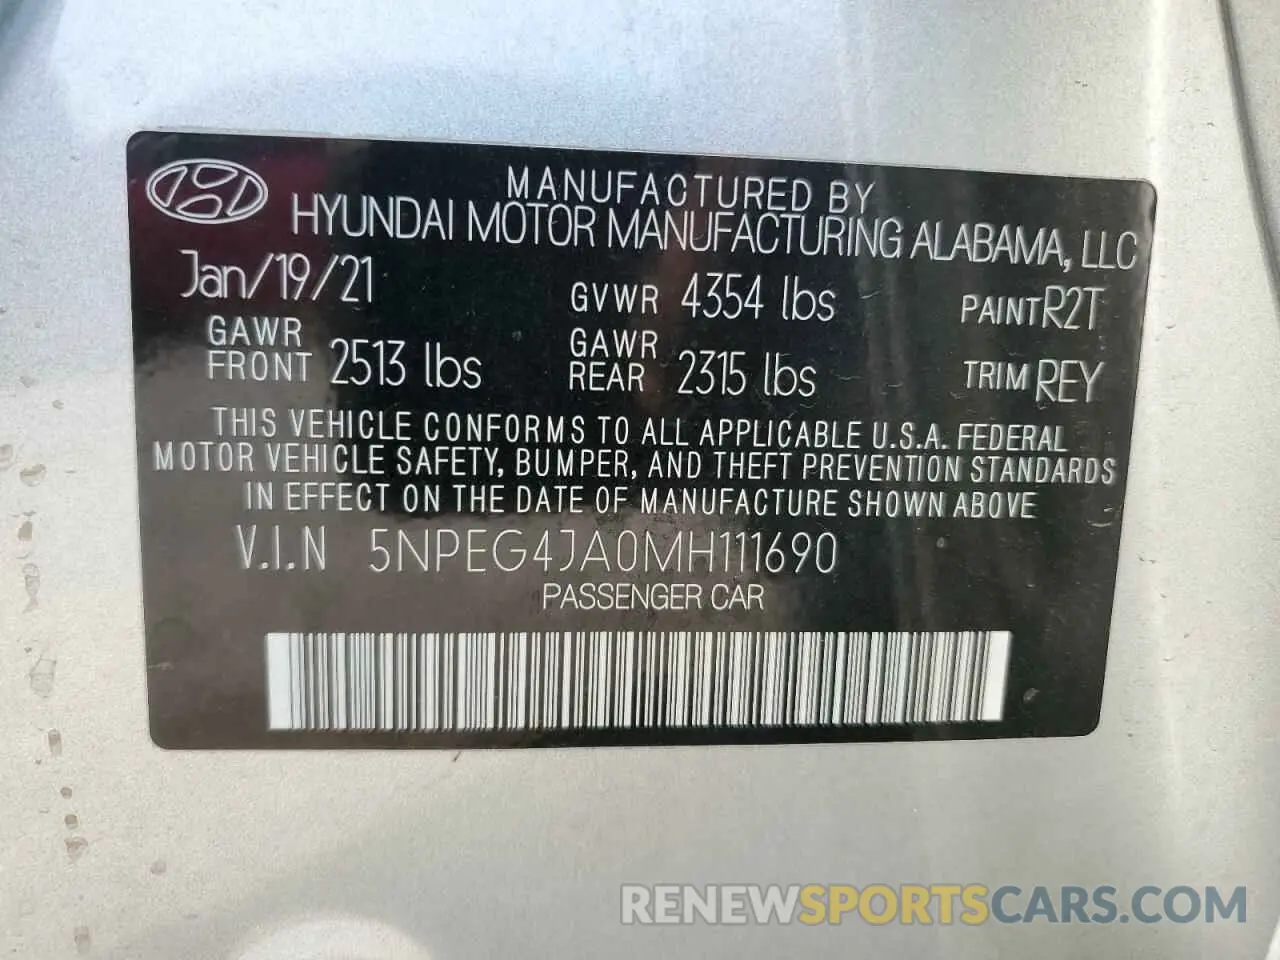 MANUFACTURED BY
HYUNDAI MOTOR MANUFACTURING ALABAMA, LLC
Jan/19/21 GVWR 4354 lbs PAINT R2T
GAWR FRONT 2513 lbs GAWR REAR 2315 lbs TRIM REY
THIS VEHICLE CONFORMS TO ALL APPLICABLE U.S.A. FEDERAL
MOTOR VEHICLE SAFETY, BUMPER, AND THEFT PREVENTION STANDARDS
IN EFFECT ON THE DATE OF MANUFACTURE SHOWN ABOVE
V.I.N 5NPEG4JA0MH111690
PASSENGER CAR
RENEWSPORTSCARS.COM